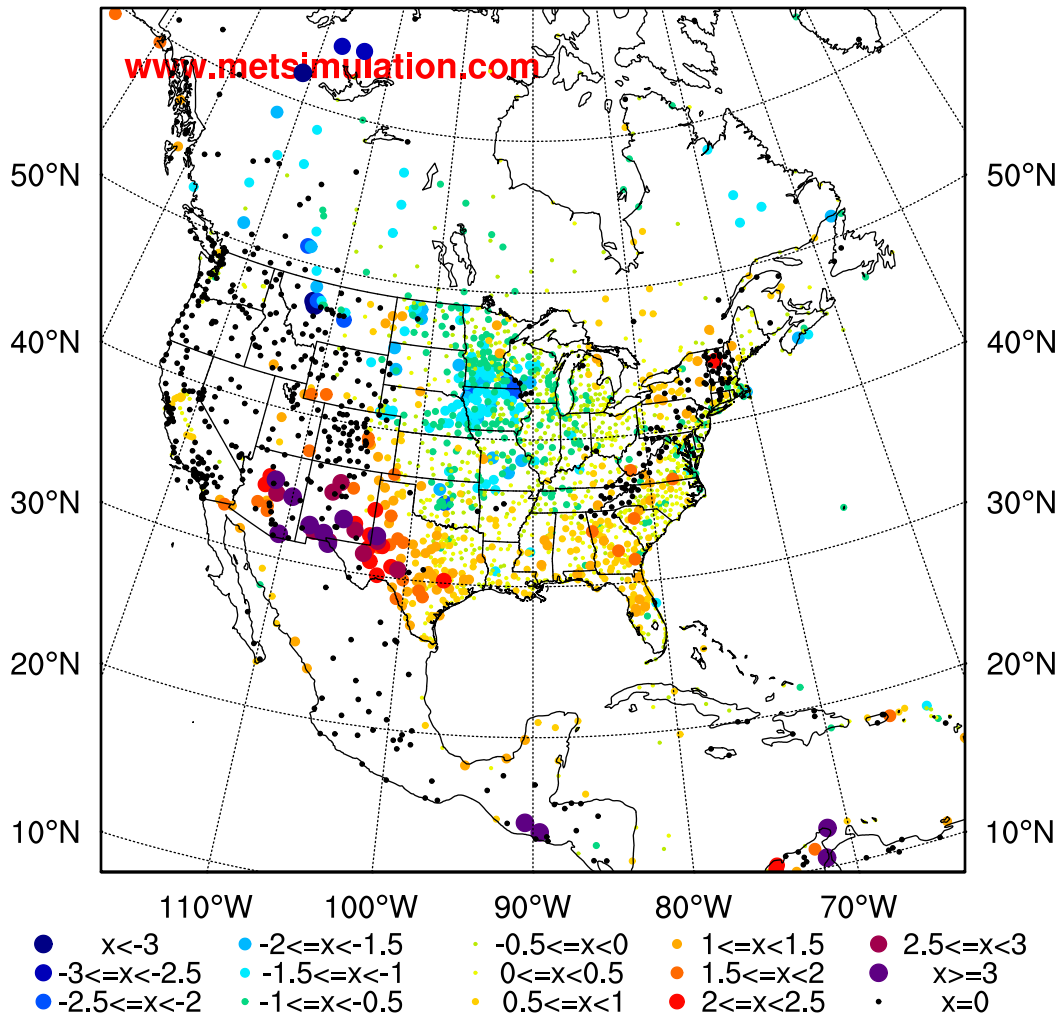 www.metsimulation.com
50°N 50°N
40°N 40°N
30°N 30°N
20°N 20°N
10°N 10°N
110°W 100°W 90°W 80°W 70°W
x<-3 -2<=x<-1.5 -0.5<=x<0 1<=x<1.5 2.5<=x<3
-3<=x<-2.5 -1.5<=x<-1 0<=x<0.5 1.5<=x<2 x>=3
-2.5<=x<-2 -1<=x<-0.5 0.5<=x<1 2<=x<2.5 x=0